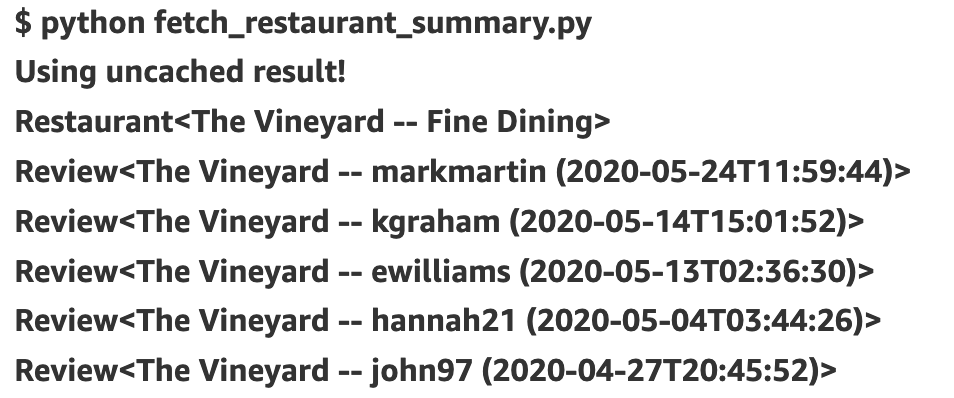 $ python fetch_restaurant_summary.py
Using uncached result!
Restaurant<The Vineyard -- Fine Dining>
Review<The Vineyard -- markmartin (2020-05-24T11:59:44)>
Review<The Vineyard -- kgraham (2020-05-14T15:01:52)>
Review<The Vineyard -- ewilliams (2020-05-13T02:36:30)>
Review<The Vineyard -- hannah21 (2020-05-04T03:44:26)>
Review<The Vineyard -- john97 (2020-04-27T20:45:52)>